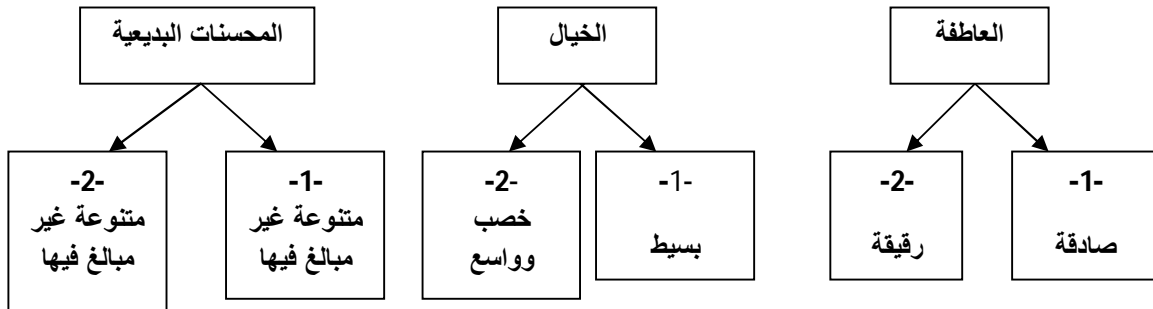 العاطفة
الخيال
المحسنات البديعية
-1-
صادقة
-2-
رقيقة
-1-
بسيط
-2-
خصب
وواسع
-1-
متنوعة غير
مبالغ فيها
-2-
متنوعة غير
مبالغ فيها